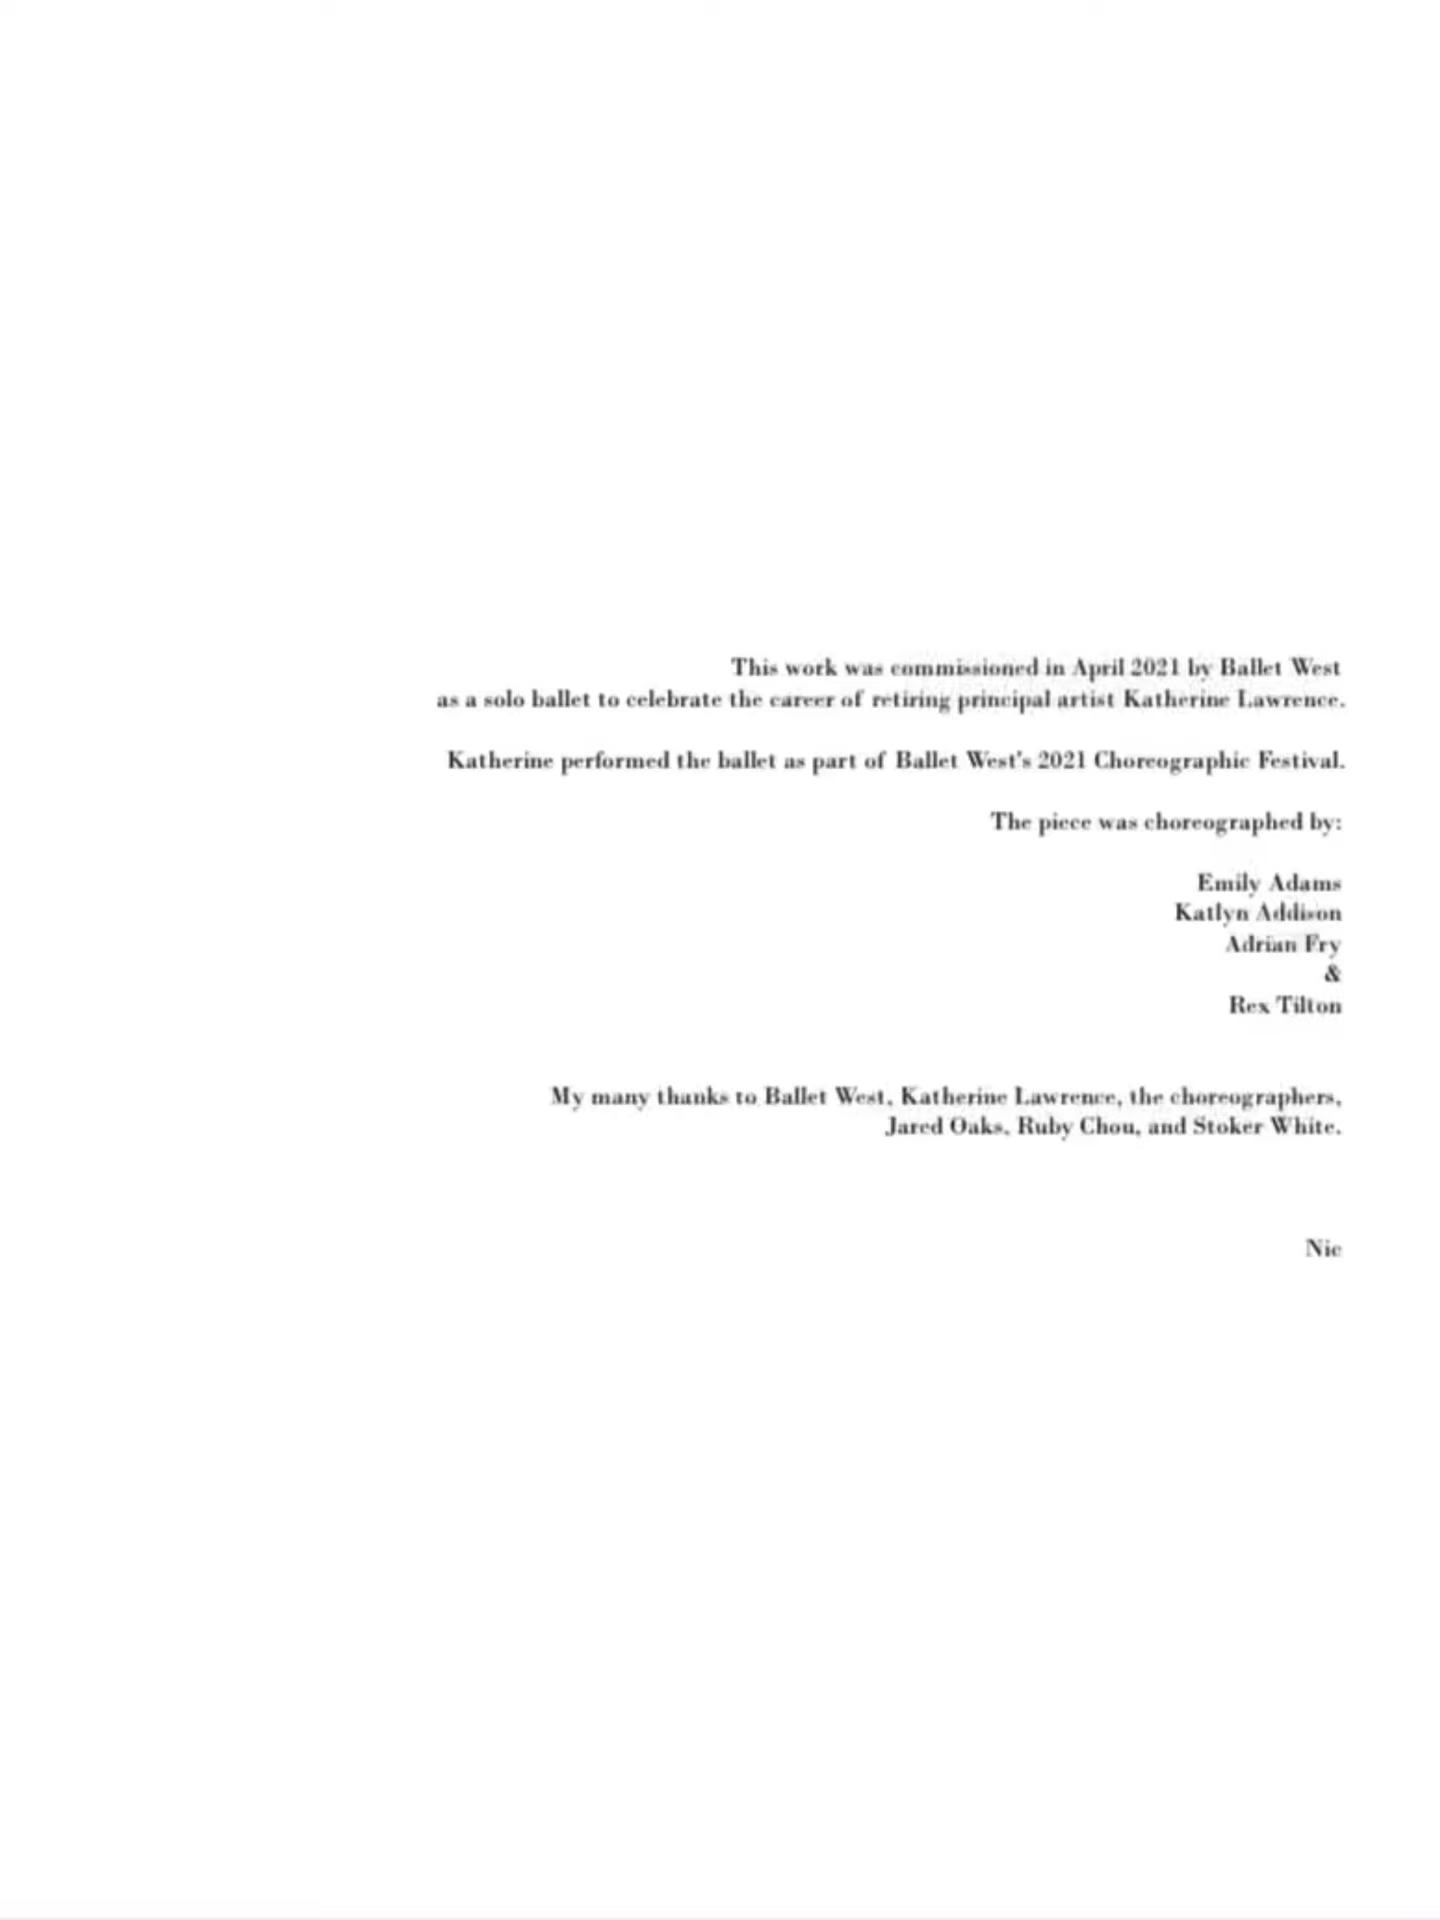 This work was commissioned in April 2021 by Ballet West
as a solo ballet to celebrate the career of retiring principal artist Katherine Lawrence.
Katherine performed the ballet as part of Ballet West's 2021 Choreographic Festival.
The piece was choreographed by:
Emily Adams
Katlyn Addison
Adrian Fry
&
Rex Tilton
My many thanks to Ballet West, Katherine Lawrence, the choreographers,
Jared Oaks, Ruby Chou, and Stoker White.
Nic